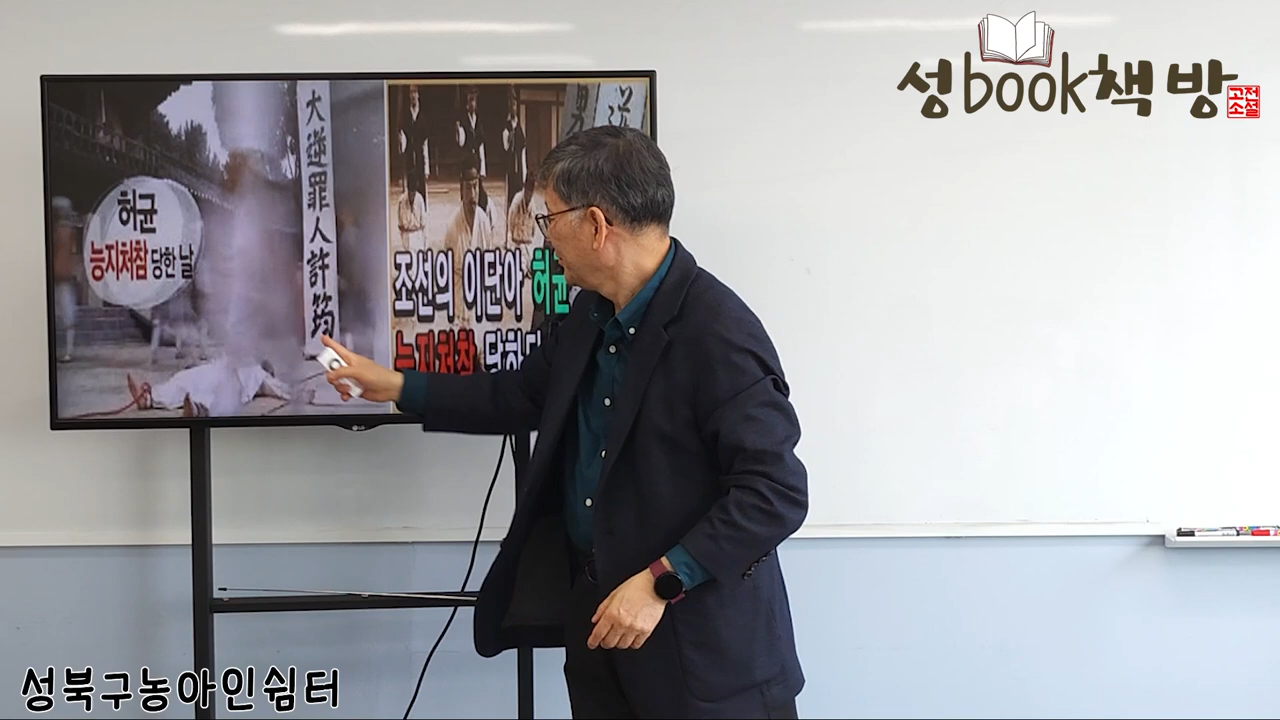 성book책방
고전
소설
大逆罪人許筠
허균
능지처참 당한 날
조선의 이단아 허균
능지처참 당하다
성북구농아인쉼터